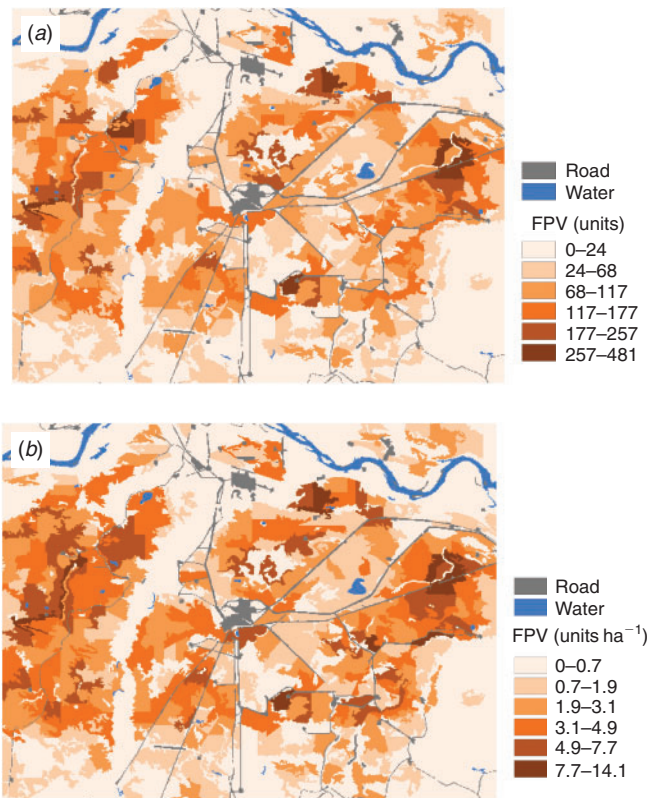 (a)
Road
Water
FPV (units)
0–24
24–68
68–117
117–177
177–257
257–481
(b)
Road
Water
FPV (units ha⁻¹)
0–0.7
0.7–1.9
1.9–3.1
3.1–4.9
4.9–7.7
7.7–14.1